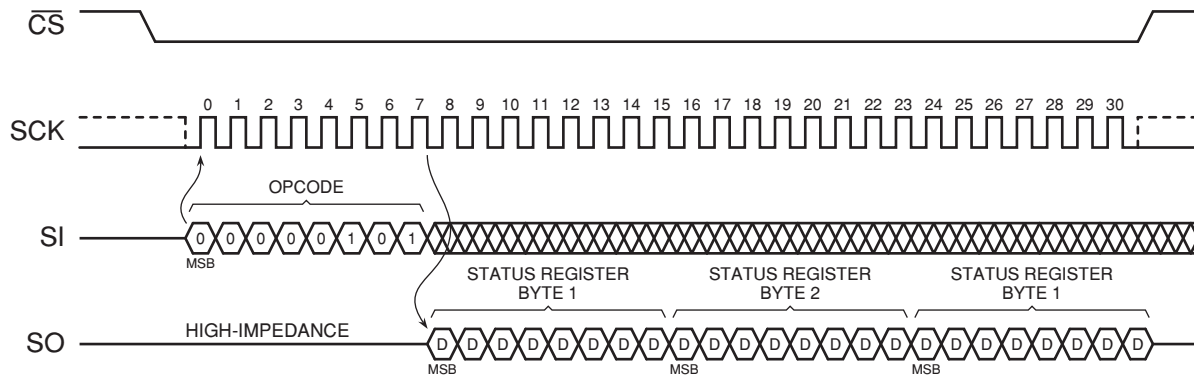 CS
0 1 2 3 4 5 6 7 8 9 10 11 12 13 14 15 16 17 18 19 20 21 22 23 24 25 26 27 28 29 30
SCK
OPCODE
SI
0 0 0 0 0 1 0 1
MSB
STATUS REGISTER
BYTE 1
STATUS REGISTER
BYTE 2
STATUS REGISTER
BYTE 1
SO
HIGH-IMPEDANCE
D D D D D D D D D D D D D D D D D D D D D D D D
MSB MSB MSB